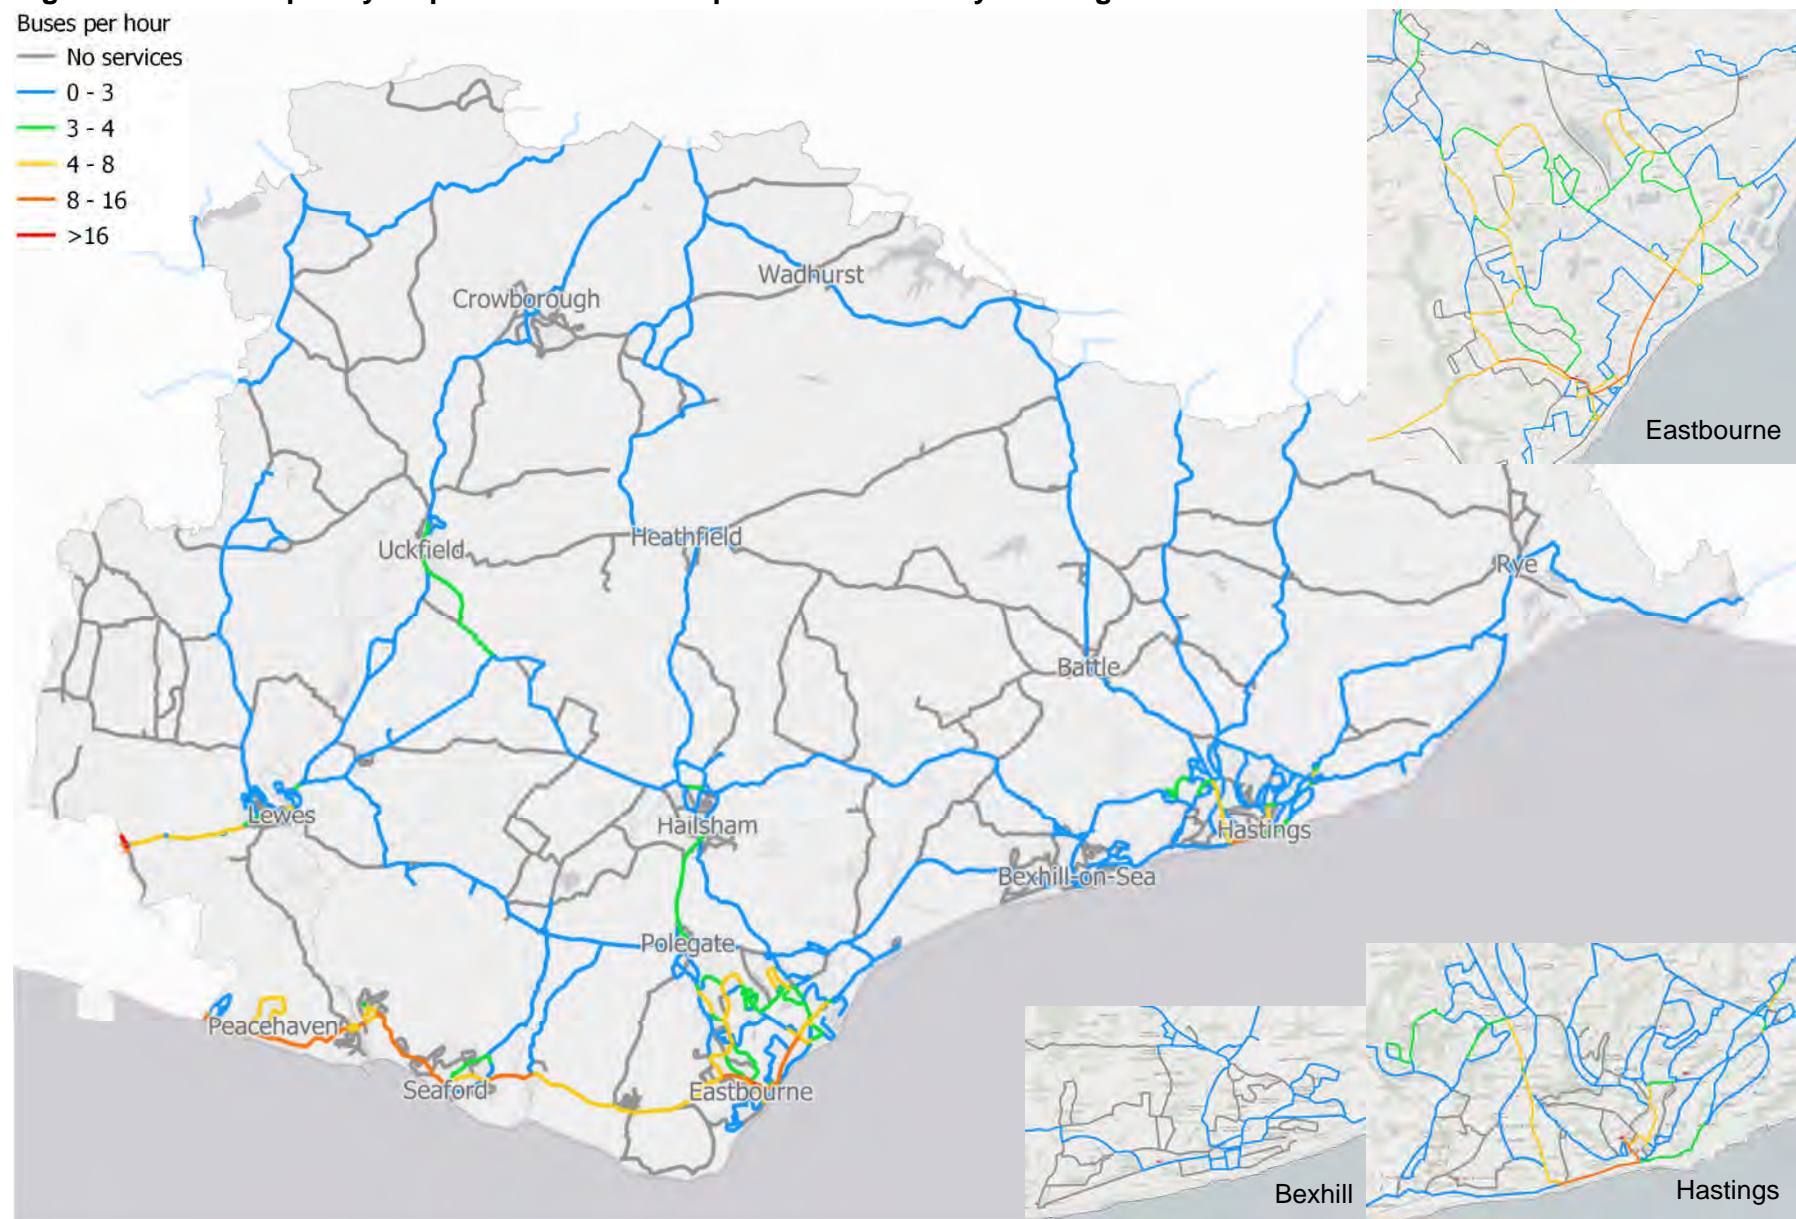 Buses per hour
No services
0 - 3
3 - 4
4 - 8
8 - 16
>16
Eastbourne
Wadhurst
Crowborough
Uckfield
Heathfield
Rye
Battle
Lewes
Hailsham
Hastings
Bexhill-on-Sea
Polegate
Peacehaven
Seaford
Eastbourne
Bexhill
Hastings